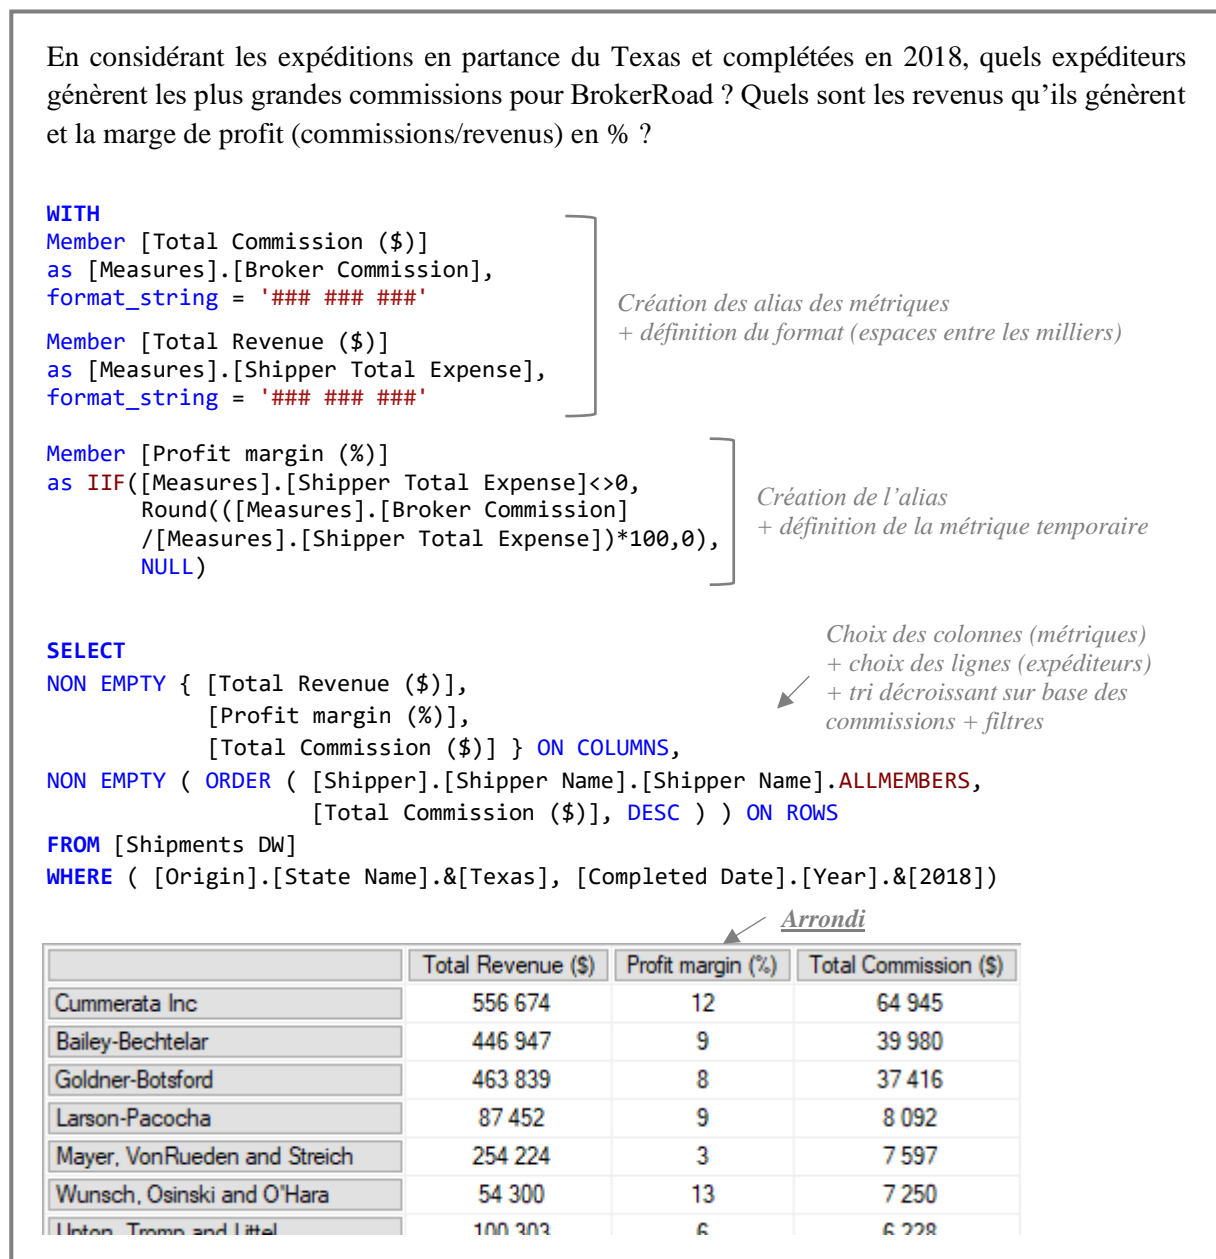 En considérant les expéditions en partance du Texas et complétées en 2018, quels expéditeurs
génèrent les plus grandes commissions pour BrokerRoad ? Quels sont les revenus qu'ils génèrent
et la marge de profit (commissions/revenus) en % ?
WITH
Member [Total Commission ($)]
as [Measures].[Broker Commission],
format_string = '### ### ###'
Member [Total Revenue ($)]
as [Measures].[Shipper Total Expense],
format_string = '### ### ###'
Création des alias des métriques
+ définition du format (espaces entre les milliers)
Member [Profit margin (%)]
as IIF([Measures].[Shipper Total Expense]<>0,
Round(([Measures].[Broker Commission]
/[Measures].[Shipper Total Expense])*100,0),
NULL)
Création de l'alias
+ définition de la métrique temporaire
SELECT
NON EMPTY { [Total Revenue ($)],
[Profit margin (%)],
[Total Commission ($)] } ON COLUMNS,
NON EMPTY ( ORDER ( [Shipper].[Shipper Name].[Shipper Name].ALLMEMBERS,
[Total Commission ($)], DESC ) ) ON ROWS
FROM [Shipments DW]
WHERE ( [Origin].[State Name].&[Texas], [Completed Date].[Year].&[2018])
Choix des colonnes (métriques)
+ choix des lignes (expéditeurs)
+ tri décroissant sur base des
commissions + filtres
Arrondi
Total Revenue ($) Profit margin (%) Total Commission ($)
Cummerata Inc 556 674 12 64 945
Bailey-Bechtelar 446 947 9 39 980
Goldner-Botsford 463 839 8 37 416
Larson-Pacocha 87 452 9 8 092
Mayer, VonRueden and Streich 254 224 3 7 597
Wunsch, Osinski and O'Hara 54 300 13 7 250
Upton, Tromp and Littel 100 303 6 6 228